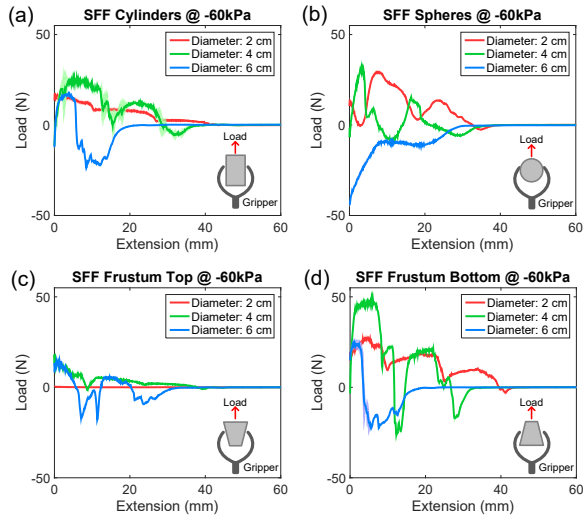 (a)
SFF Cylinders @ -60kPa
50
0
-50
Load (N)
Diameter: 2 cm
Diameter: 4 cm
Diameter: 6 cm
Load
Gripper
0 20 40 60
Extension (mm)
(b)
SFF Spheres @ -60kPa
50
0
-50
Load (N)
Diameter: 2 cm
Diameter: 4 cm
Diameter: 6 cm
Load
Gripper
0 20 40 60
Extension (mm)
(c)
SFF Frustum Top @ -60kPa
50
0
-50
Load (N)
Diameter: 2 cm
Diameter: 4 cm
Diameter: 6 cm
Load
Gripper
0 20 40 60
Extension (mm)
(d)
SFF Frustum Bottom @ -60kPa
50
0
-50
Load (N)
Diameter: 2 cm
Diameter: 4 cm
Diameter: 6 cm
Load
Gripper
0 20 40 60
Extension (mm)